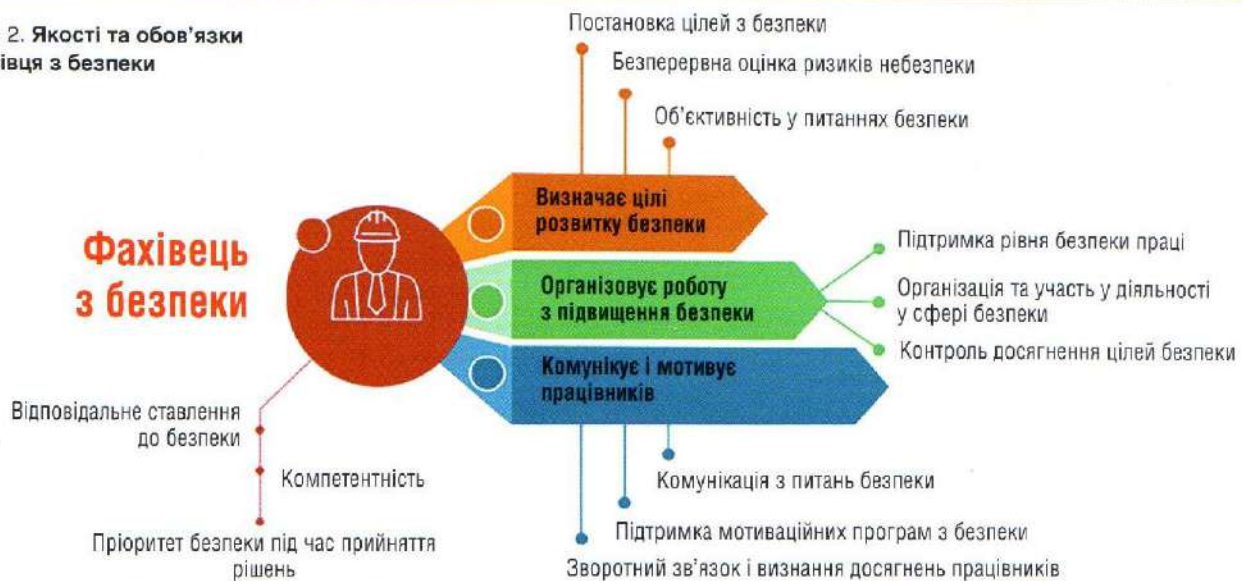 2. Якості та обов'язки
івця з безпеки
Постановка цілей з безпеки
Безперервна оцінка ризиків небезпеки
Об'єктивність у питаннях безпеки
Визначає цілі
розвитку безпеки
Фахівець
з безпеки
Організовує роботу
з підвищення безпеки
Підтримка рівня безпеки праці
Організація та участь у діяльності
у сфері безпеки
Контроль досягнення цілей безпеки
Комунікує і мотивує
працівників
Відповідальне ставлення
до безпеки
Компетентність
Пріоритет безпеки під час прийняття
рішень
Комунікація з питань безпеки
Підтримка мотиваційних програм з безпеки
Зворотний зв'язок і визнання досягнень працівників